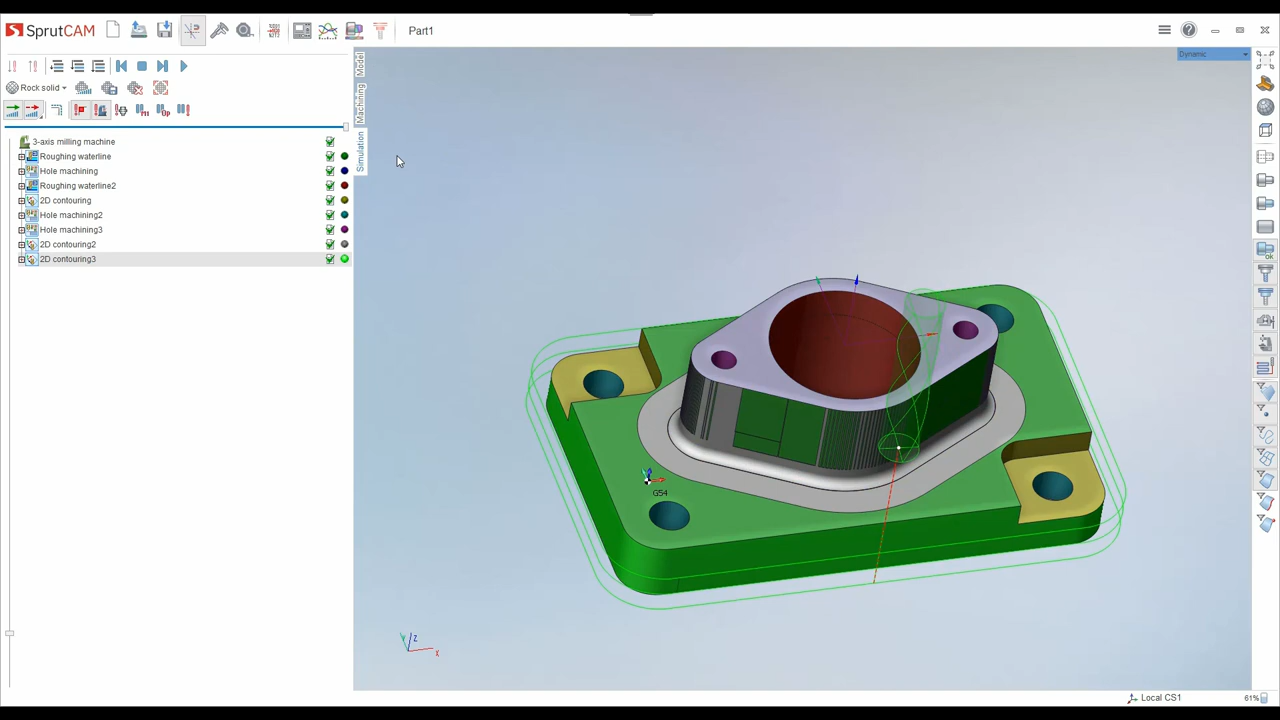 SprutCAM
Part1
Dynamic
Rock solid
Model
Machining
Simulation
3-axis milling machine
Roughing waterline
Hole machining
Roughing waterline2
2D contouring
Hole machining2
Hole machining3
2D contouring2
2D contouring3
G54
Y
Z
X
Local CS1
61%